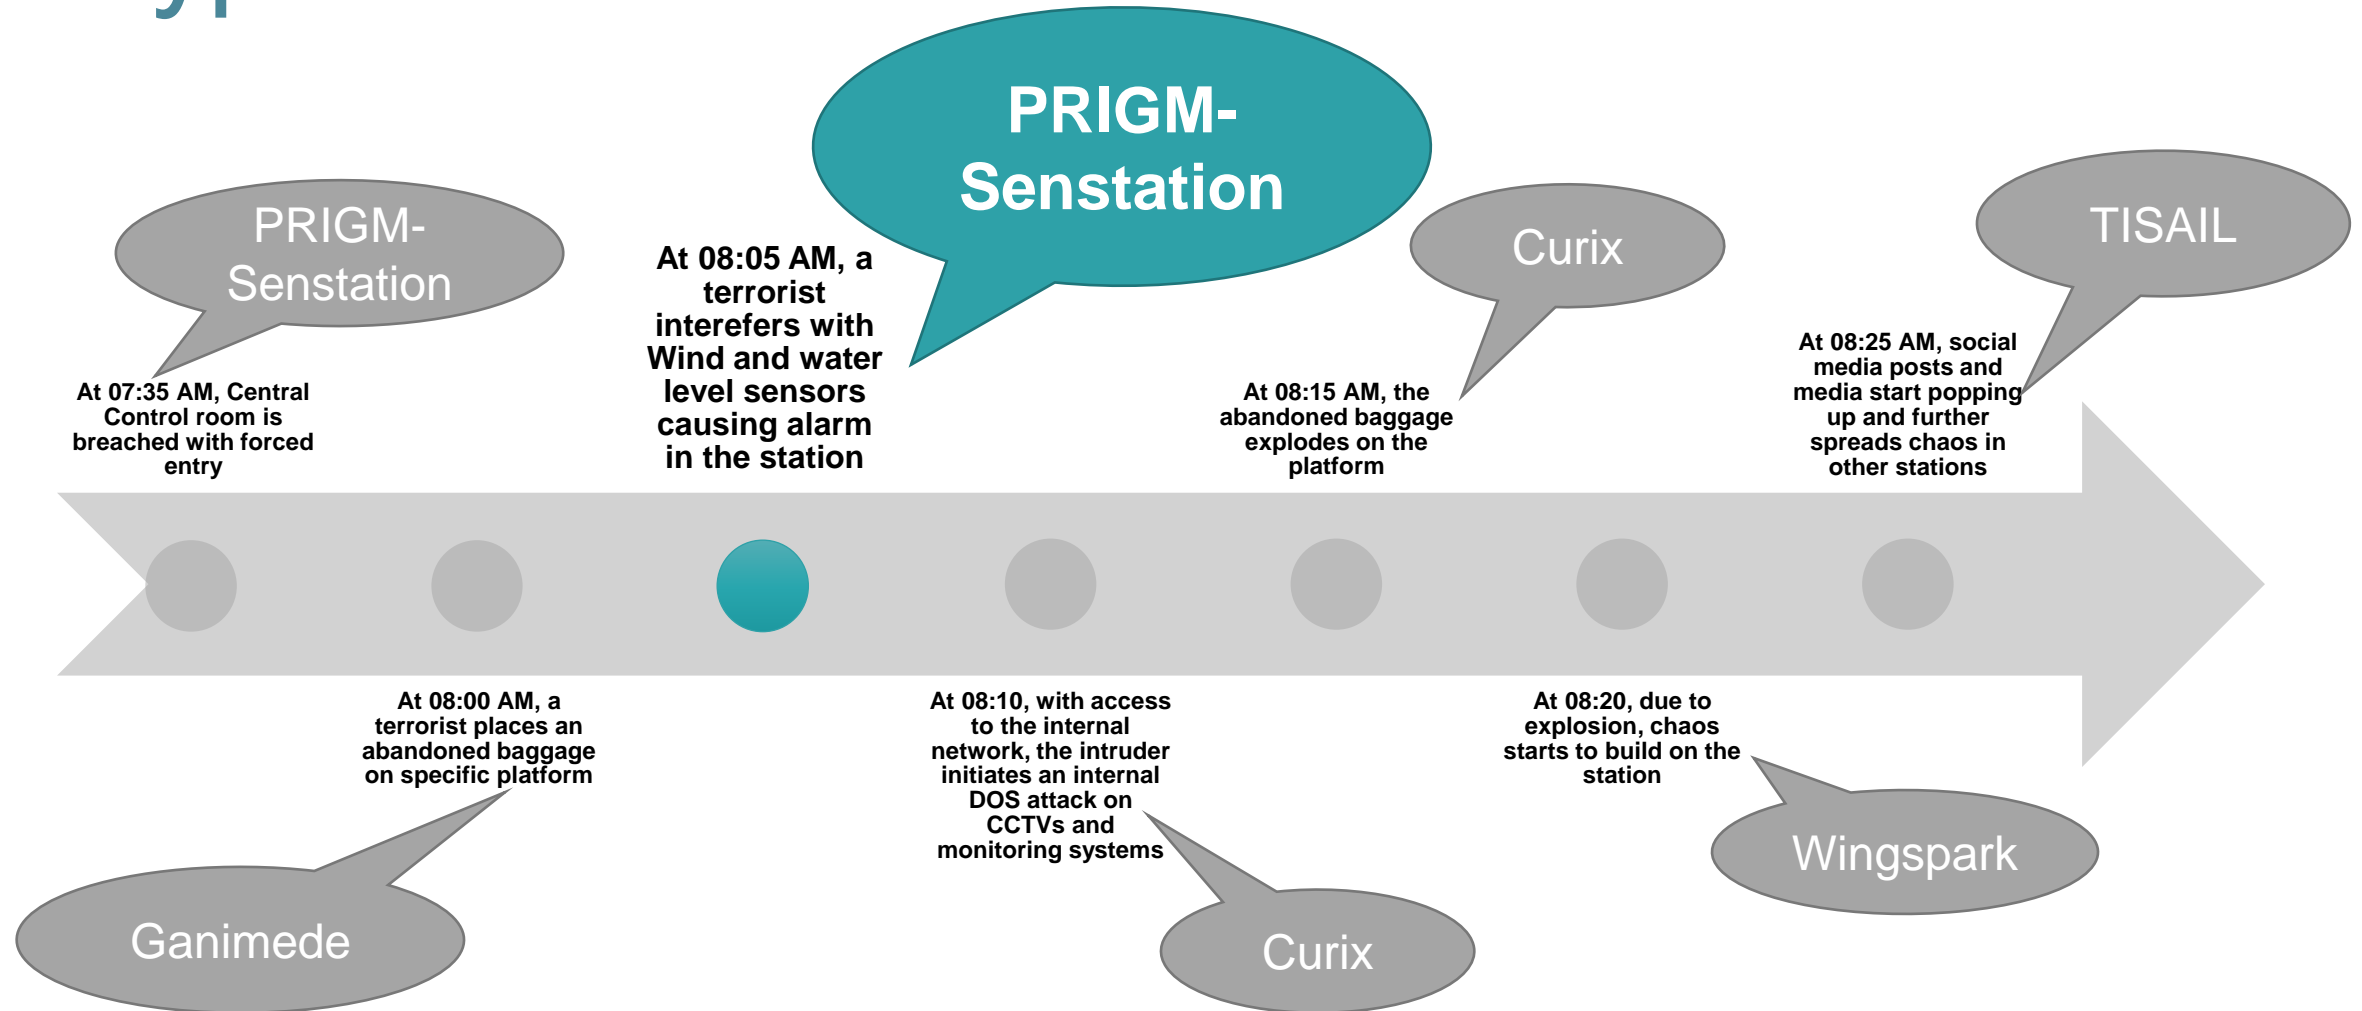 PRIGM-
Senstation
PRIGM-
Senstation
Curix
TISAIL
At 07:35 AM, Central
Control room is
breached with forced
entry
At 08:05 AM, a
terrorist
interefers with
Wind and water
level sensors
causing alarm
in the station
At 08:15 AM, the
abandoned baggage
explodes on the
platform
At 08:25 AM, social
media posts and
media start popping
up and further
spreads chaos in
other stations
At 08:00 AM, a
terrorist places an
abandoned baggage
on specific platform
At 08:10, with access
to the internal
network, the intruder
initiates an internal
DOS attack on
CCTVs and
monitoring systems
At 08:20, due to
explosion, chaos
starts to build on the
station
Ganimede
Curix
Wingspark